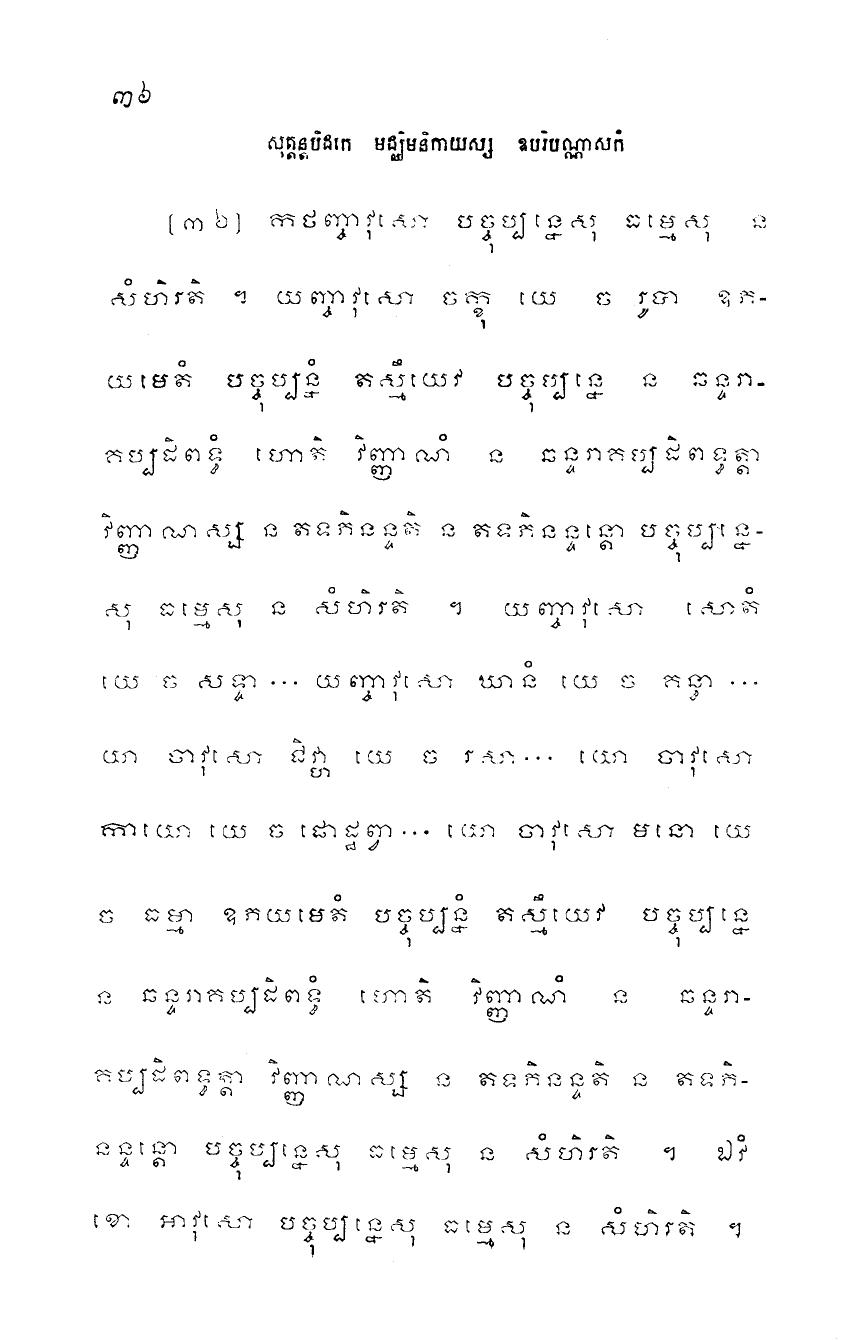 ៣៦
សុត្តន្តបិដកេ មជ្ឈិមនិកាយស្ស ឧបរិបណ្ណាសកំ
[៣៦] កថញ្ចាវុសោ បច្ចុប្បន្នេសុ ធម្មេសុ ន
សំហិរតិ ។ យញ្ចាវុសោ ចក្ខុ យេ ច រូបា ឧភ-
យមេតំ បច្ចុប្បន្នំ តស្មឹយេវ បច្ចុប្បន្នេ ន ឆន្ទរា-
គប្បដិពទ្ធំ ហោតិ វិញ្ញាណំ ន ឆន្ទរាគប្បដិពទ្ធត្តា
វិញ្ញាណស្ស ន តទភិនន្ទតិ ន តទភិនន្ទន្តោ បច្ចុប្បន្នេ-
សុ ធម្មេសុ ន សំហិរតិ ។ យញ្ចាវុសោ សោតំ
យេ ច សទ្ទា ... យញ្ចាវុសោ ឃានំ យេ ច គន្ធា ...
យា ចាវុសោ ជិវ្ហា យេ ច រសា ... យោ ចាវុសោ
កាយោ យេ ច ផោដ្ឋព្វា ... យោ ចាវុសោ មនោ យេ
ច ធម្មា ឧភយមេតំ បច្ចុប្បន្នំ តស្មឹយេវ បច្ចុប្បន្នេ
ន ឆន្ទរាគប្បដិពទ្ធំ ហោតិ វិញ្ញាណំ ន ឆន្ទរា-
គប្បដិពទ្ធត្តា វិញ្ញាណស្ស ន តទភិនន្ទតិ ន តទភិ-
នន្ទន្តោ បច្ចុប្បន្នេសុ ធម្មេសុ ន សំហិរតិ ។ ឯវំ
ខោ អាវុសោ បច្ចុប្បន្នេសុ ធម្មេសុ ន សំហិរតិ ។